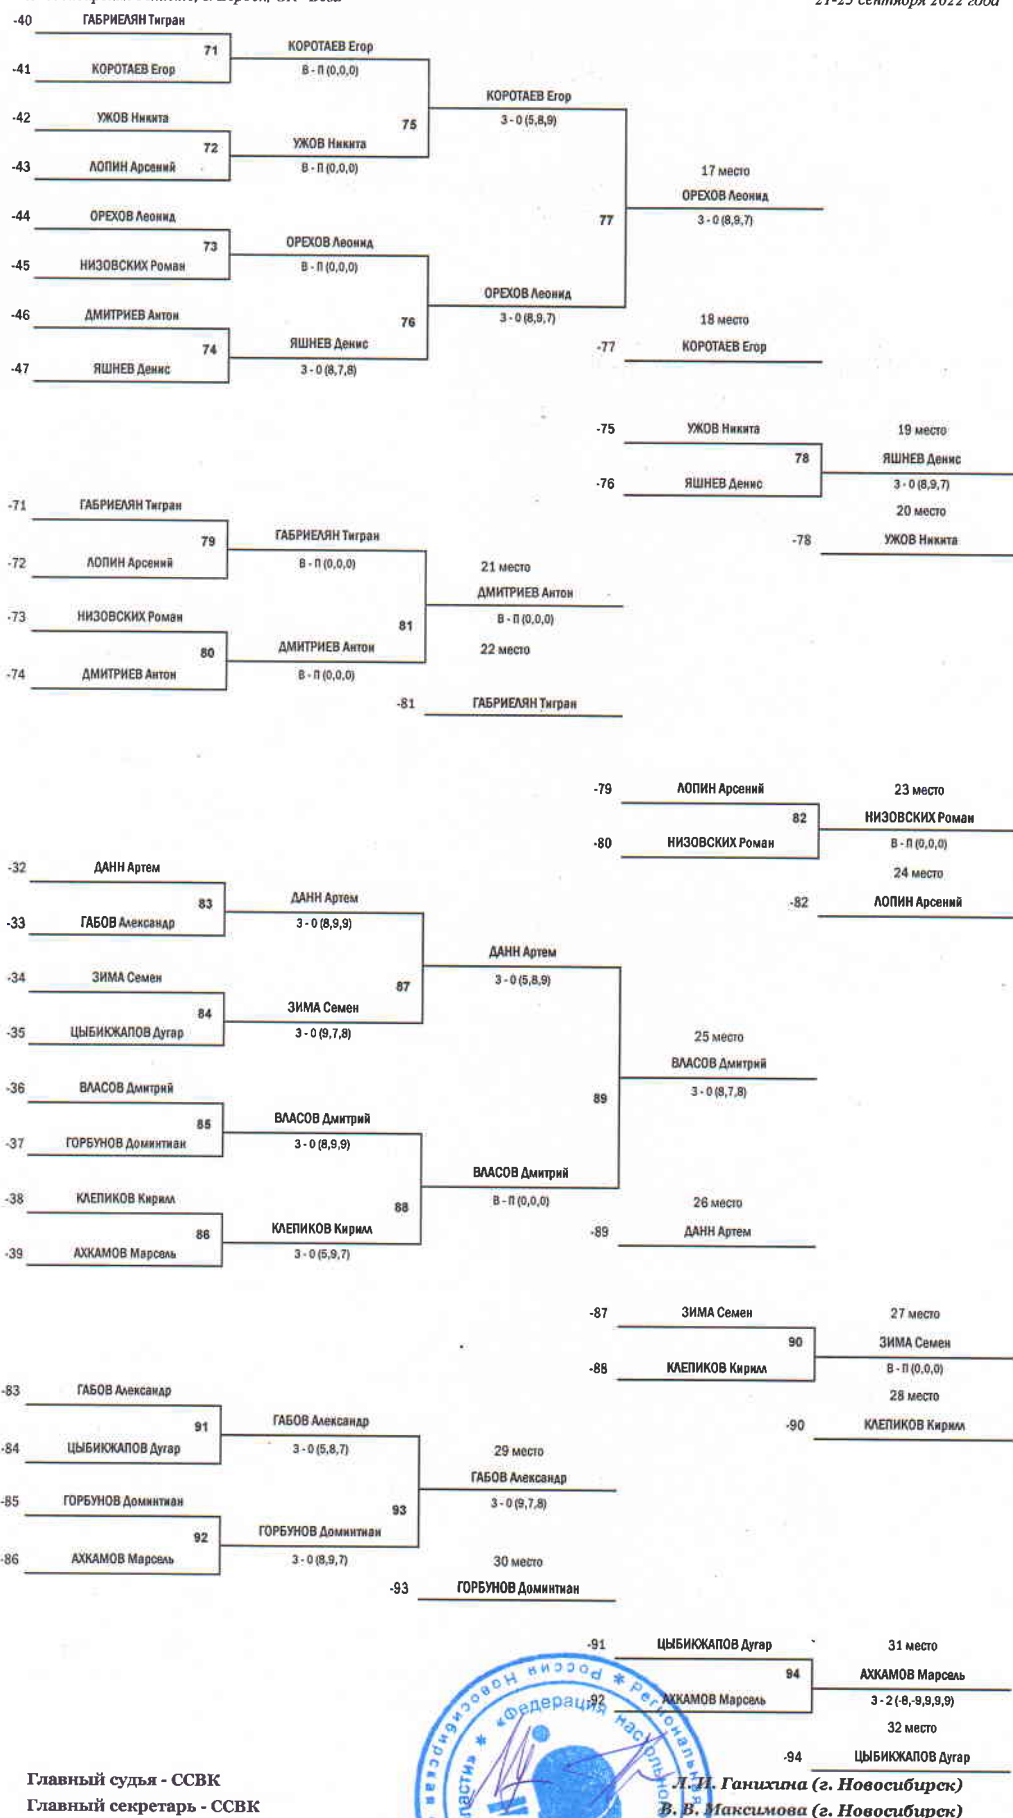 21-25 сентября 2022 года
-40 ГАБРИЕЛЯН Тигран
71 КОРОТАЕВ Егор
-41 КОРОТАЕВ Егор В - П (0,0,0)
КОРОТАЕВ Егор
-42 УЖОВ Никита 75 3 - 0 (5,8,9)
72 УЖОВ Никита
-43 ЛОПИН Арсений В - П (0,0,0)
17 место
ОРЕХОВ Леонид
-44 ОРЕХОВ Леонид 77 3 - 0 (8,9,7)
73 ОРЕХОВ Леонид
-45 НИЗОВСКИХ Роман В - П (0,0,0)
ОРЕХОВ Леонид
-46 ДМИТРИЕВ Антон 76 3 - 0 (8,9,7) 18 место
74 ЯШНЕВ Денис -77 КОРОТАЕВ Егор
-47 ЯШНЕВ Денис 3 - 0 (8,7,8)
-75 УЖОВ Никита 19 место
78 ЯШНЕВ Денис
-76 ЯШНЕВ Денис 3 - 0 (8,9,7)
20 место
-78 УЖОВ Никита
-71 ГАБРИЕЛЯН Тигран
79 ГАБРИЕЛЯН Тигран
-72 ЛОПИН Арсений В - П (0,0,0) 21 место
ДМИТРИЕВ Антон
-73 НИЗОВСКИХ Роман 81 В - П (0,0,0)
80 ДМИТРИЕВ Антон 22 место
-74 ДМИТРИЕВ Антон В - П (0,0,0)
-81 ГАБРИЕЛЯН Тигран
-79 ЛОПИН Арсений 23 место
82 НИЗОВСКИХ Роман
-80 НИЗОВСКИХ Роман В - П (0,0,0)
24 место
-82 ЛОПИН Арсений
-32 ДАНН Артем
83 ДАНН Артем
-33 ГАБОВ Александр 3 - 0 (8,9,9)
ДАНН Артем
-34 ЗИМА Семен 87 3 - 0 (5,8,9)
84 ЗИМА Семен
-35 ЦЫБИКЖАПОВ Дугар 3 - 0 (9,7,8)
25 место
ВЛАСОВ Дмитрий
-36 ВЛАСОВ Дмитрий 89 3 - 0 (8,7,8)
85 ВЛАСОВ Дмитрий
-37 ГОРБУНОВ Доминтиан 3 - 0 (8,9,9)
ВЛАСОВ Дмитрий
-38 КЛЕПИКОВ Кирилл 88 В - П (0,0,0) 26 место
86 КЛЕПИКОВ Кирилл -89 ДАНН Артем
-39 АХКАМОВ Марсель 3 - 0 (5,9,7)
-87 ЗИМА Семен 27 место
90 ЗИМА Семен
-88 КЛЕПИКОВ Кирилл В - П (0,0,0)
28 место
-90 КЛЕПИКОВ Кирилл
-83 ГАБОВ Александр
91 ГАБОВ Александр
-84 ЦЫБИКЖАПОВ Дугар 3 - 0 (5,8,7) 29 место
ГАБОВ Александр
-85 ГОРБУНОВ Доминтиан 93 3 - 0 (9,7,8)
92 ГОРБУНОВ Доминтиан
-86 АХКАМОВ Марсель 3 - 0 (8,9,7) 30 место
-93 ГОРБУНОВ Доминтиан
-91 ЦЫБИКЖАПОВ Дугар 31 место
94 АХКАМОВ Марсель
-92 АХКАМОВ Марсель 3 - 2 (-8,-9,9,9,9)
32 место
-94 ЦЫБИКЖАПОВ Дугар
Россия * Региональная
«Федерация настольного
Главный судья - ССВК Л. И. Ганихина (г. Новосибирск)
Главный секретарь - ССВК В. В. Максимова (г. Новосибирск)